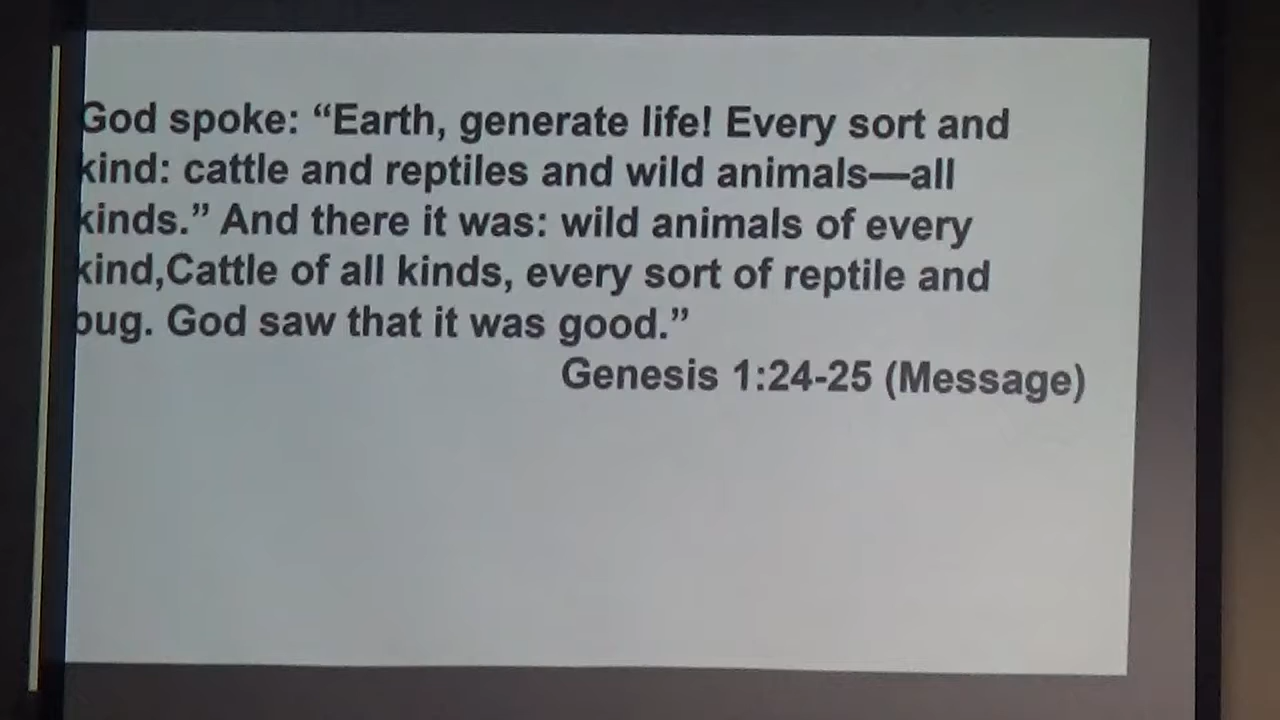 God spoke: “Earth, generate life! Every sort and
kind: cattle and reptiles and wild animals—all
kinds.” And there it was: wild animals of every
kind,Cattle of all kinds, every sort of reptile and
bug. God saw that it was good.”
Genesis 1:24-25 (Message)